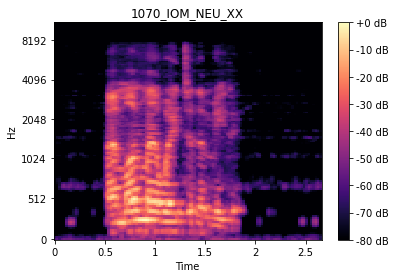 1070_IOM_NEU_XX
+0 dB
8192
-10 dB
4096
-20 dB
-30 dB
2048
Hz
-40 dB
1024
-50 dB
512
-60 dB
-70 dB
0
-80 dB
0 0.5 1 1.5 2 2.5
Time